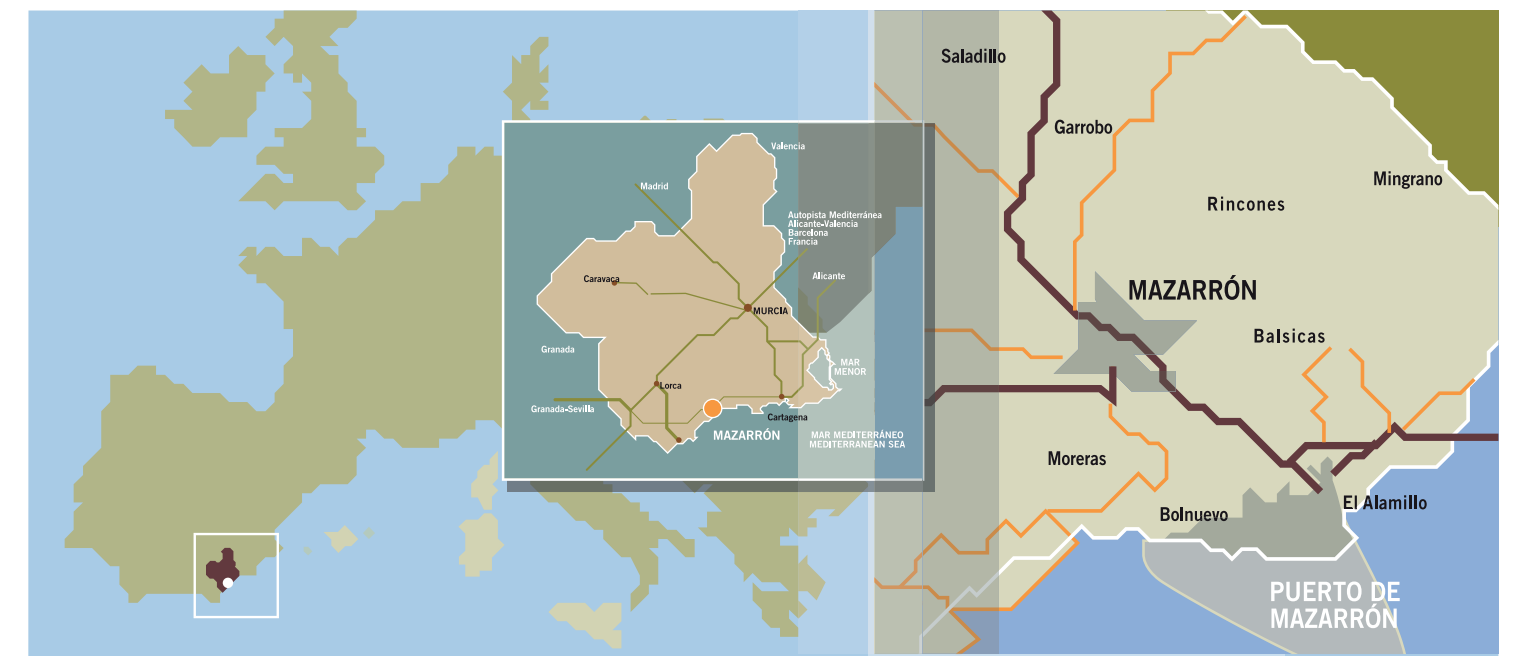 Valencia
Madrid
Autopista Mediterránea
Alicante-Valencia
Barcelona
Francia
Alicante
Caravaca
MURCIA
Granada
MAR
MENOR
Lorca
Granada-Sevilla
Cartagena
MAZARRÓN
MAR MEDITERRÁNEO
MEDITERRANEAN SEA
Saladillo
Garrobo
Mingrano
Rincones
MAZARRÓN
Balsicas
Moreras
El Alamillo
Bolnuevo
PUERTO DE
MAZARRÓN